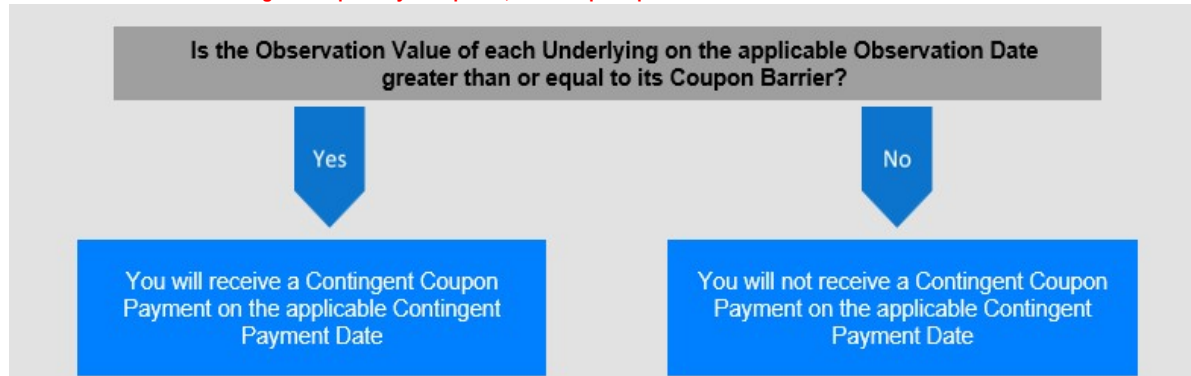 Is the Observation Value of each Underlying on the applicable Observation Date
greater than or equal to its Coupon Barrier?
Yes
No
You will receive a Contingent Coupon
Payment on the applicable Contingent
Payment Date
You will not receive a Contingent Coupon
Payment on the applicable Contingent
Payment Date